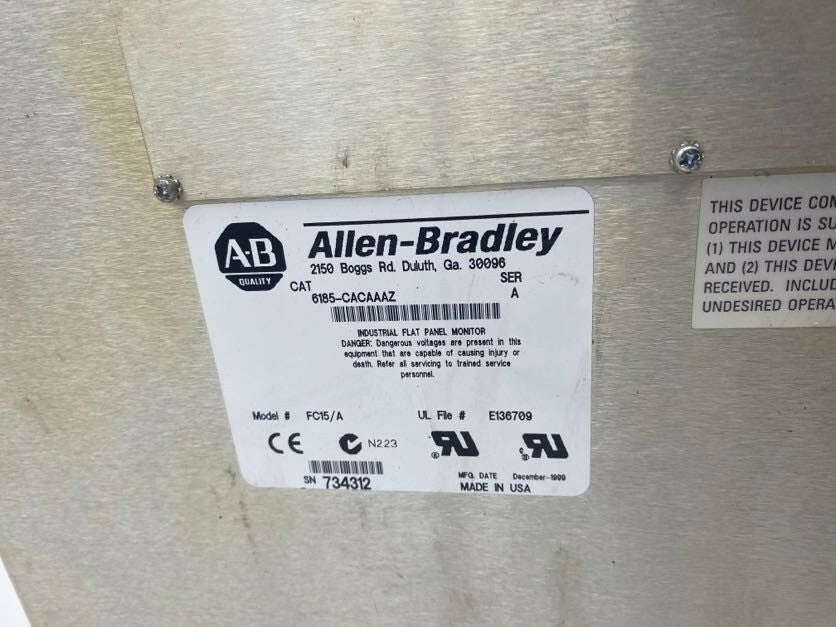 A·B
QUALITY
Allen-Bradley
2150 Boggs Rd. Duluth, Ga. 30096
CAT SER
6185-CACAAAZ A
INDUSTRIAL FLAT PANEL MONITOR
DANGER: Dangerous voltages are present in this
equipment that are capable of causing injury or
death. Refer all servicing to trained service
personnel.
Model # FC15/A UL File # E136709
CE N223
SN 734312
MFG. DATE December-1999
MADE IN USA
THIS DEVICE COM
OPERATION IS SU
(1) THIS DEVICE M
AND (2) THIS DEVI
RECEIVED. INCLUD
UNDESIRED OPERA